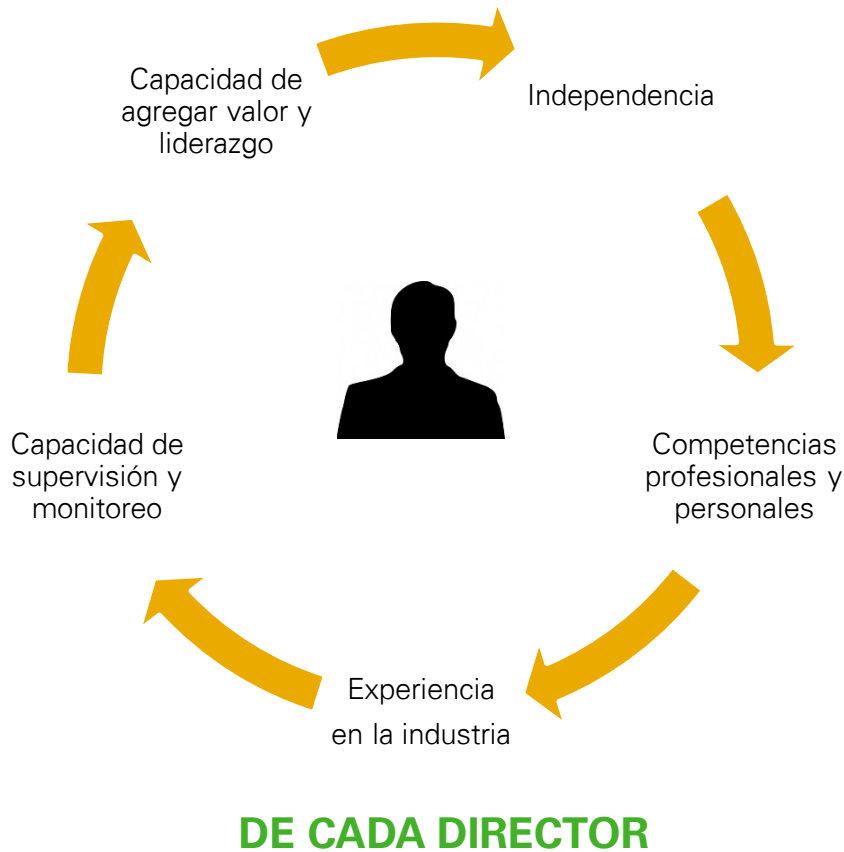 Capacidad de
agregar valor y
liderazgo
Independencia
Competencias
profesionales y
personales
Experiencia
en la industria
Capacidad de
supervisión y
monitoreo
DE CADA DIRECTOR